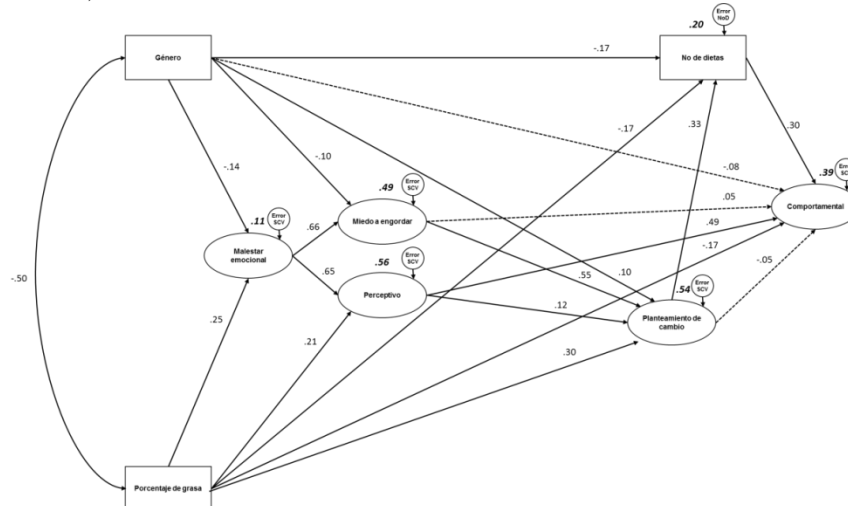 Error
NoD
.20
Género
No de dietas
-.17
-.17
.33
.30
-.14
-.10
-.08
.39
Error
SC
.49
Error
SCV
.11
Error
SCV
Miedo a engordar
.05
Comportamental
.66
Malestar
emocional
.56
Error
SCV
.49
-.17
-.50
.65
Perceptivo
.55
.10
.54
Error
SCV
-.05
.25
.12
Planteamiento de
cambio
.21
.30
Porcentaje de grasa